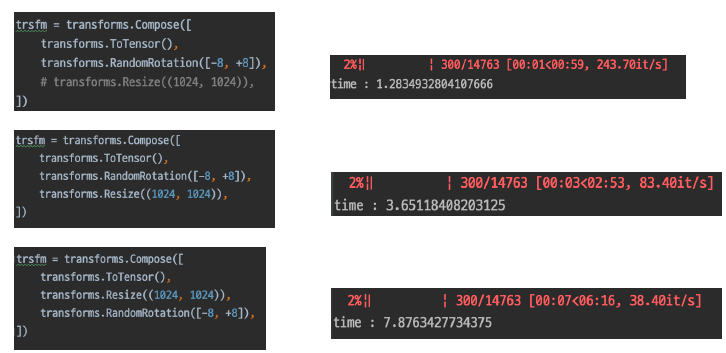 trsfm = transforms.Compose([
transforms.ToTensor(),
transforms.RandomRotation([-8, +8]),
# transforms.Resize((1024, 1024)),
])
2%| | 300/14763 [00:01<00:59, 243.70it/s]
time : 1.2834932804107666
trsfm = transforms.Compose([
transforms.ToTensor(),
transforms.RandomRotation([-8, +8]),
transforms.Resize((1024, 1024)),
])
2%| | 300/14763 [00:03<02:53, 83.40it/s]
time : 3.65118408203125
trsfm = transforms.Compose([
transforms.ToTensor(),
transforms.Resize((1024, 1024)),
transforms.RandomRotation([-8, +8]),
])
2%| | 300/14763 [00:07<06:16, 38.40it/s]
time : 7.8763427734375